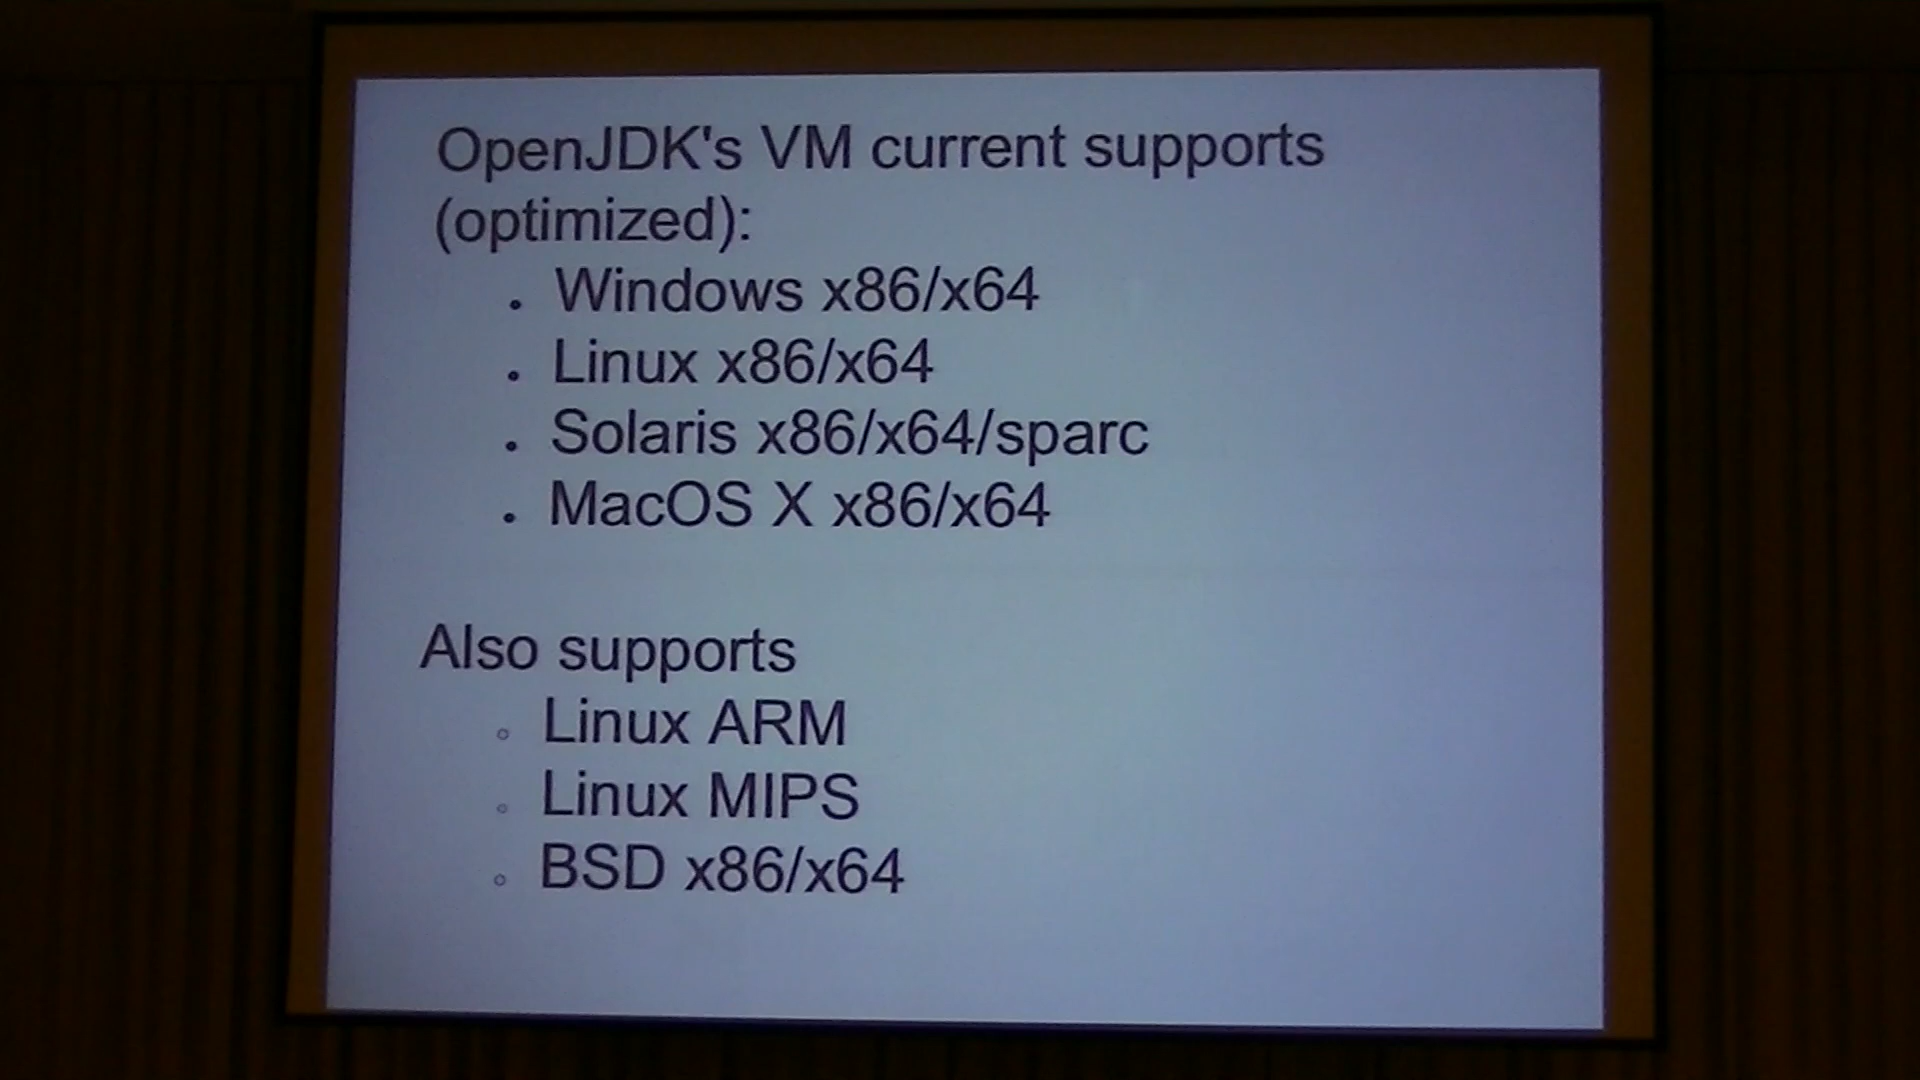 OpenJDK's VM current supports
(optimized):
• Windows x86/x64
• Linux x86/x64
• Solaris x86/x64/sparc
• MacOS X x86/x64
Also supports
◦ Linux ARM
◦ Linux MIPS
◦ BSD x86/x64